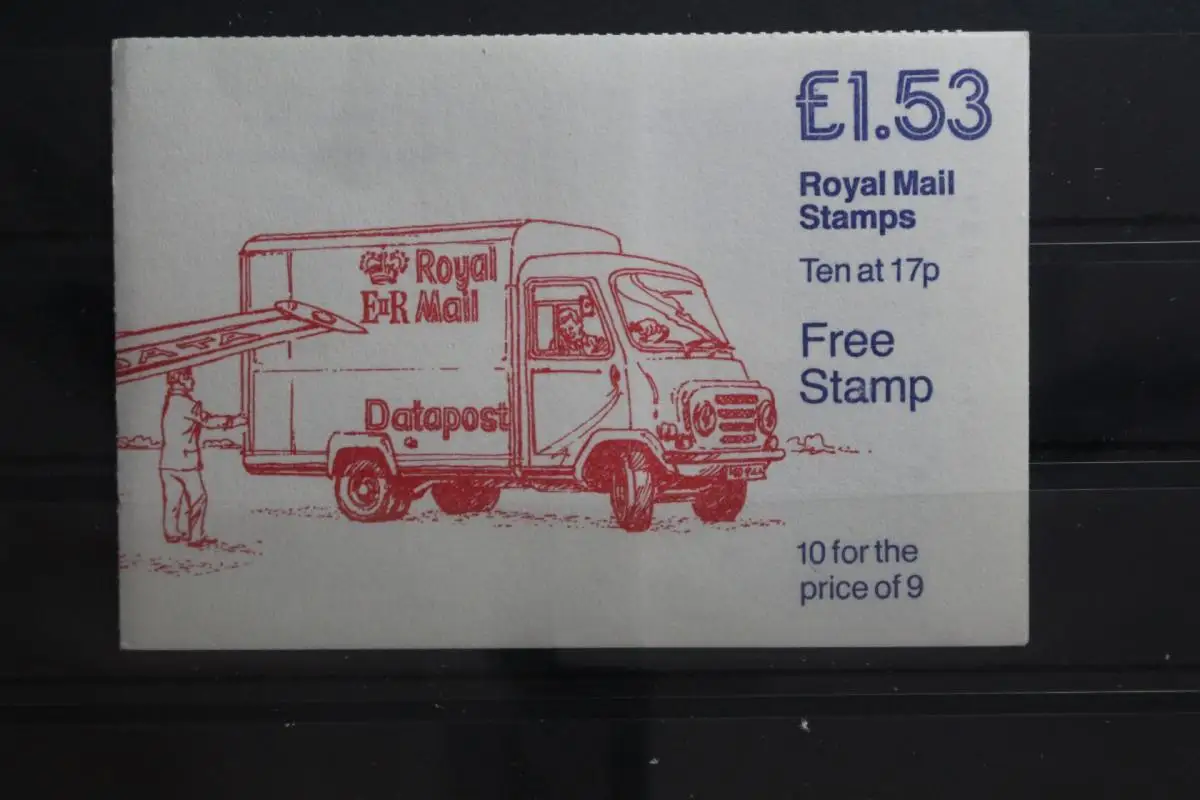 £1.53
Royal Mail
Stamps
Ten at 17p
Free
Stamp
10 for the
price of 9
Royal
EIIR Mail
DATA
Datapost